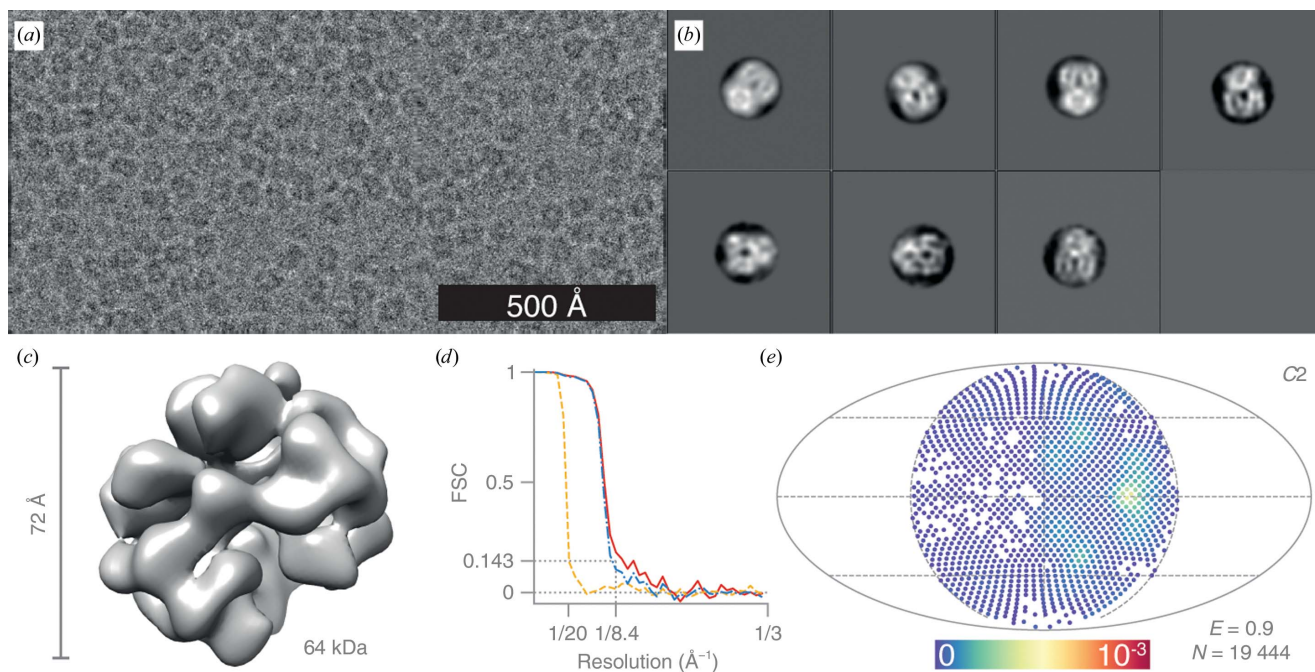 (a)
500 Å
(b)
(c)
72 Å
64 kDa
(d)
FSC
1
0.5
0.143
0
1/20 1/8.4 1/3
Resolution (Å⁻¹)
(e)
C2
0 10⁻³
E = 0.9
N = 19 444